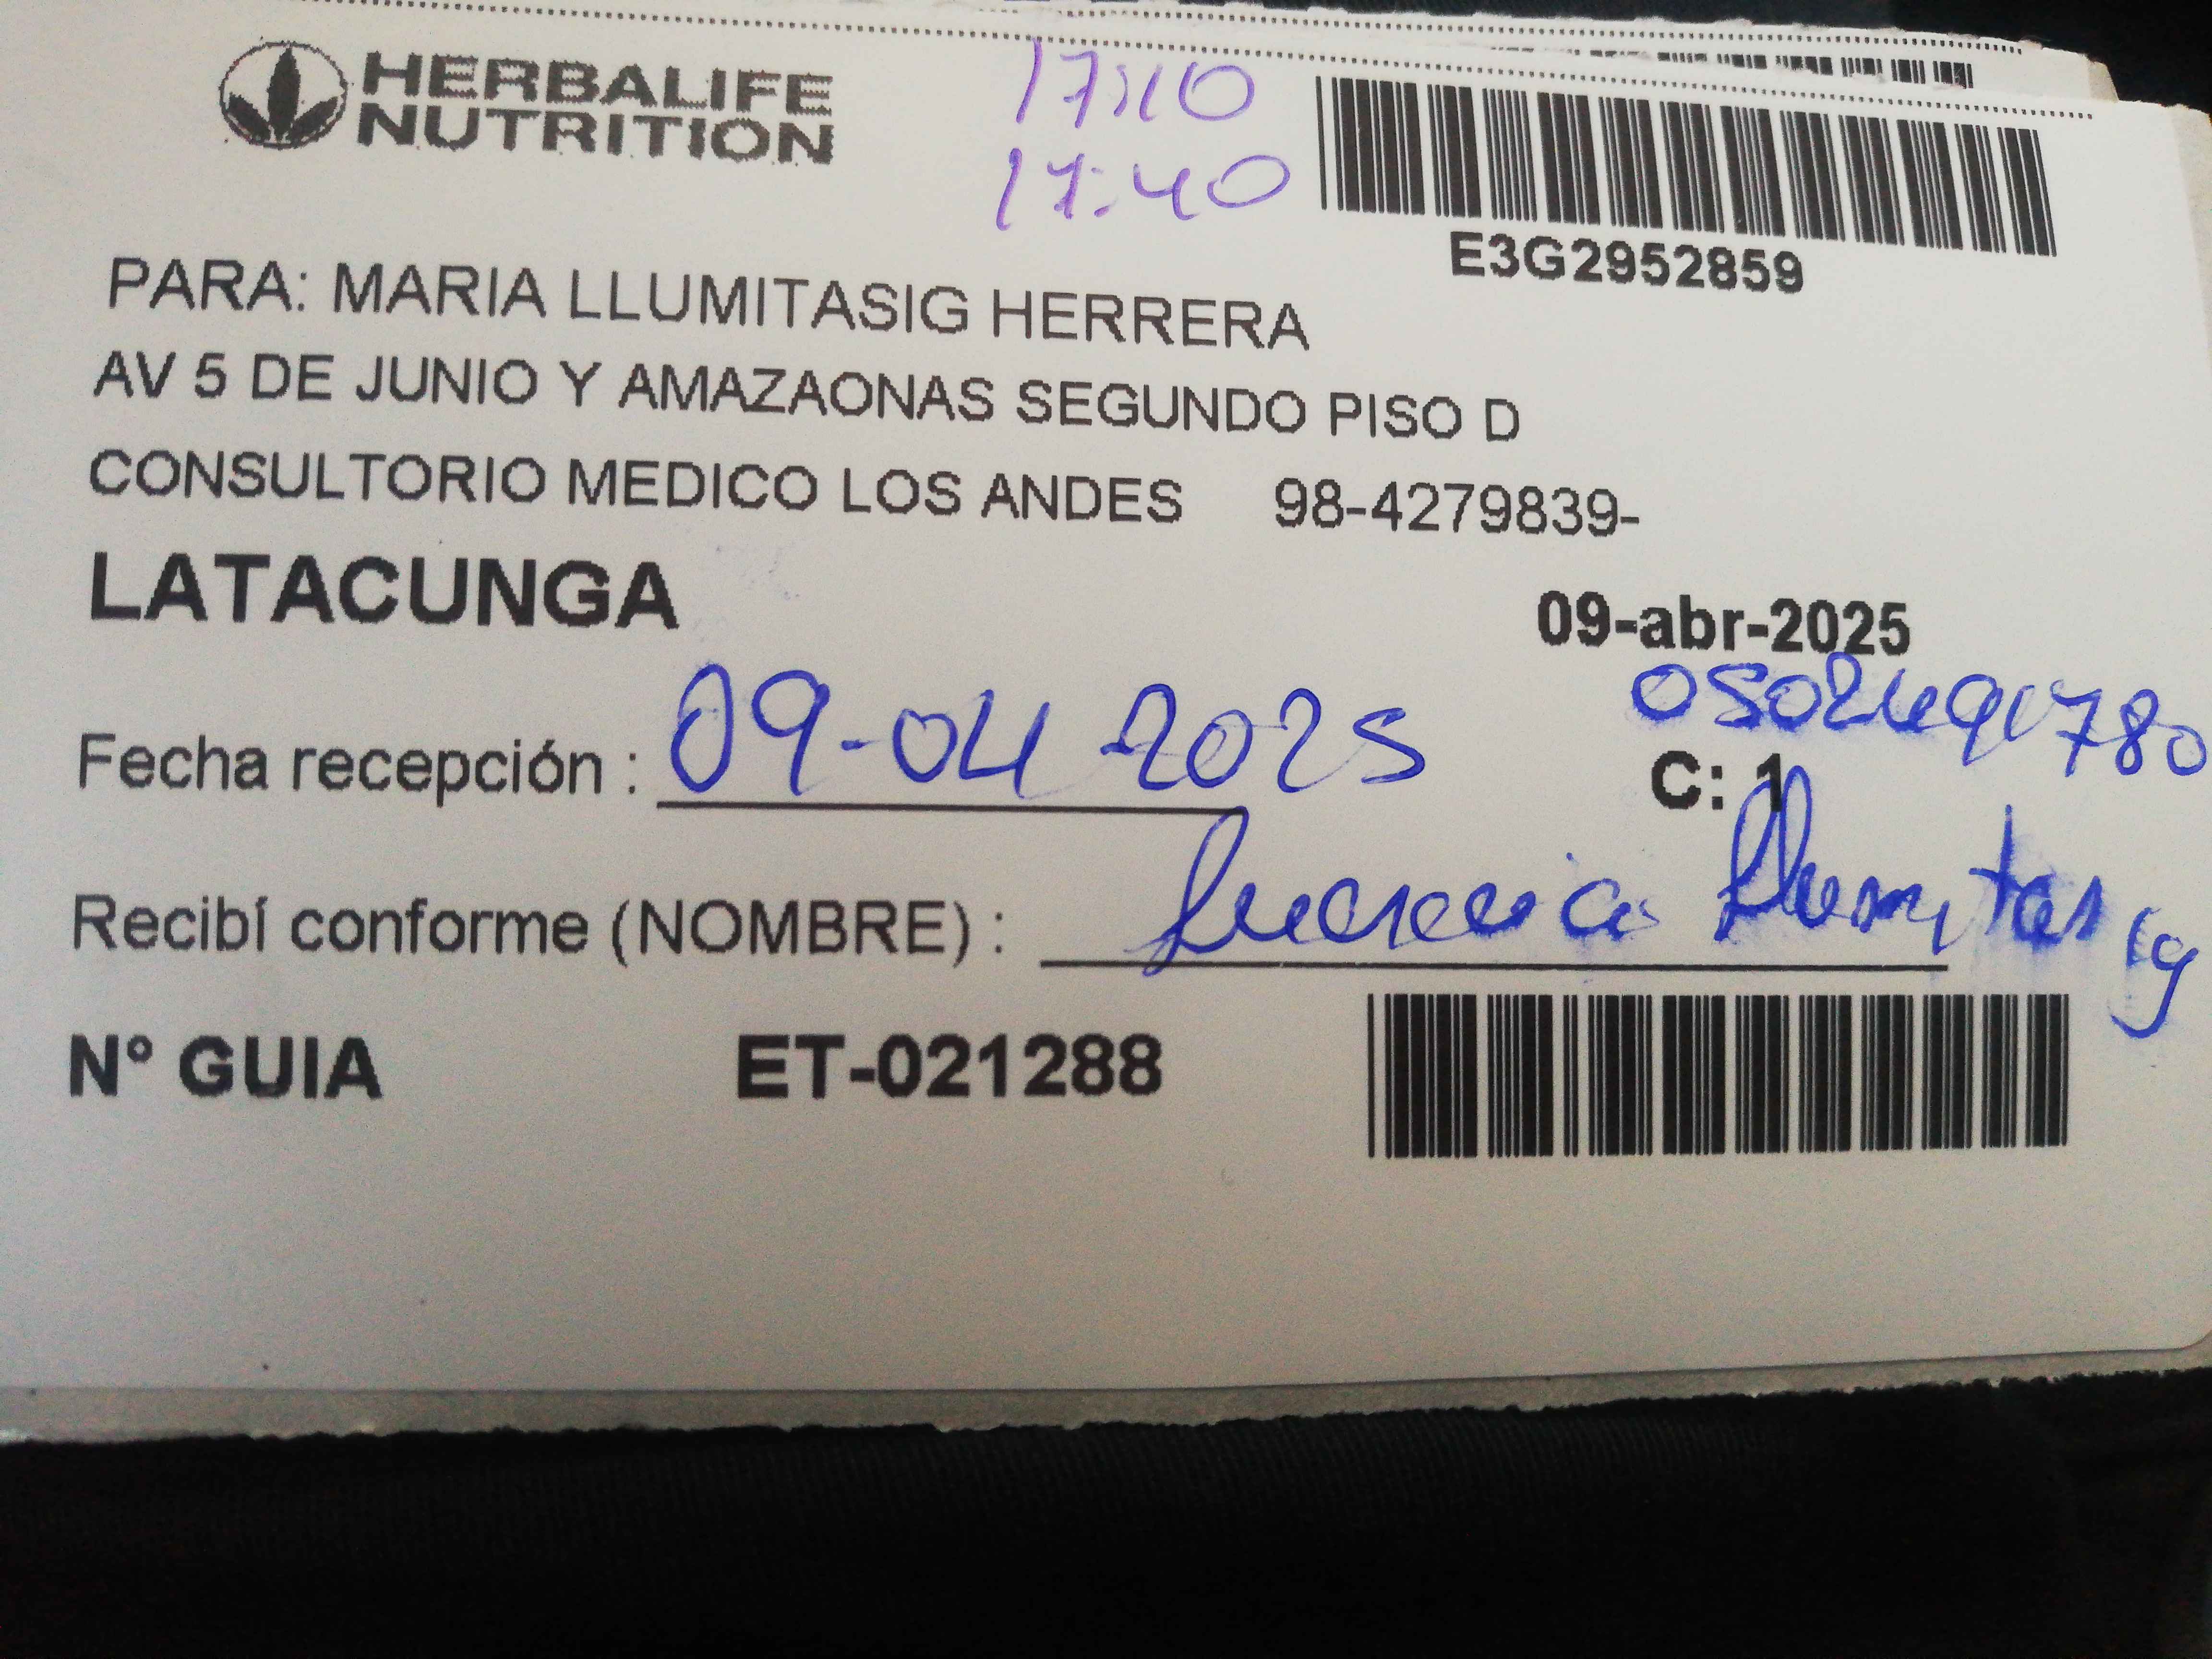 HERBALIFE
NUTRITION
17:10
17:40
E3G2952859
PARA: MARIA LLUMITASIG HERRERA
AV 5 DE JUNIO Y AMAZAONAS SEGUNDO PISO D
CONSULTORIO MEDICO LOS ANDES 98-4279839-
LATACUNGA
09-abr-2025
Fecha recepción : 09-04-2025
C: 1
Recibí conforme (NOMBRE) : Llumitasig
N° GUIA ET-021288